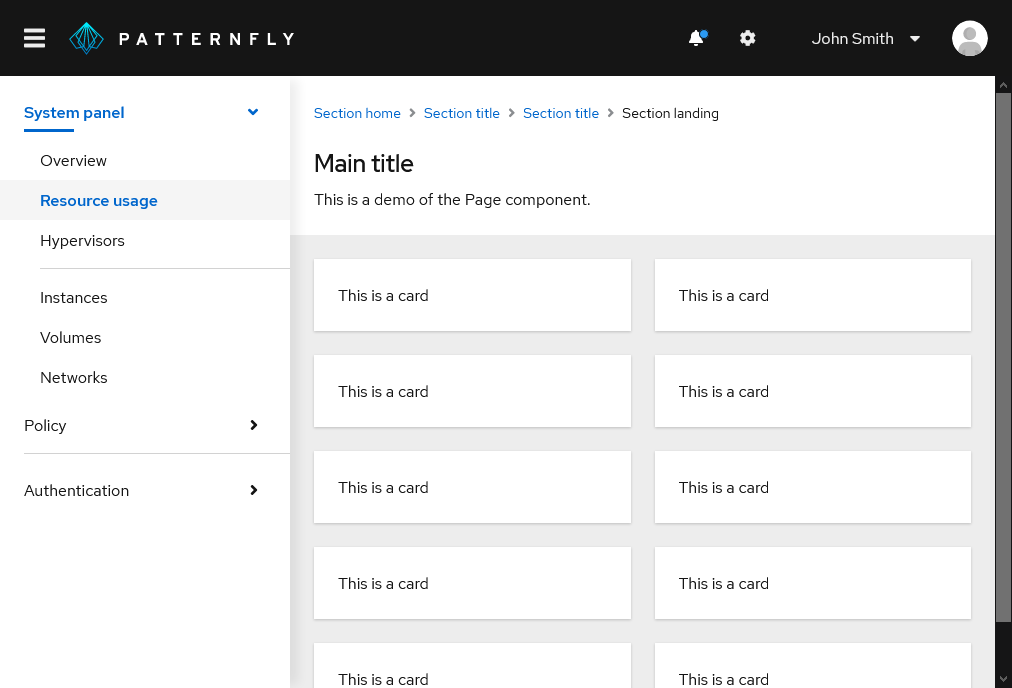 PATTERNFLY
John Smith
System panel
Overview
Resource usage
Hypervisors
Instances
Volumes
Networks
Policy
Authentication
Section home > Section title > Section title > Section landing
Main title
This is a demo of the Page component.
This is a card
This is a card
This is a card
This is a card
This is a card
This is a card
This is a card
This is a card
This is a card
This is a card